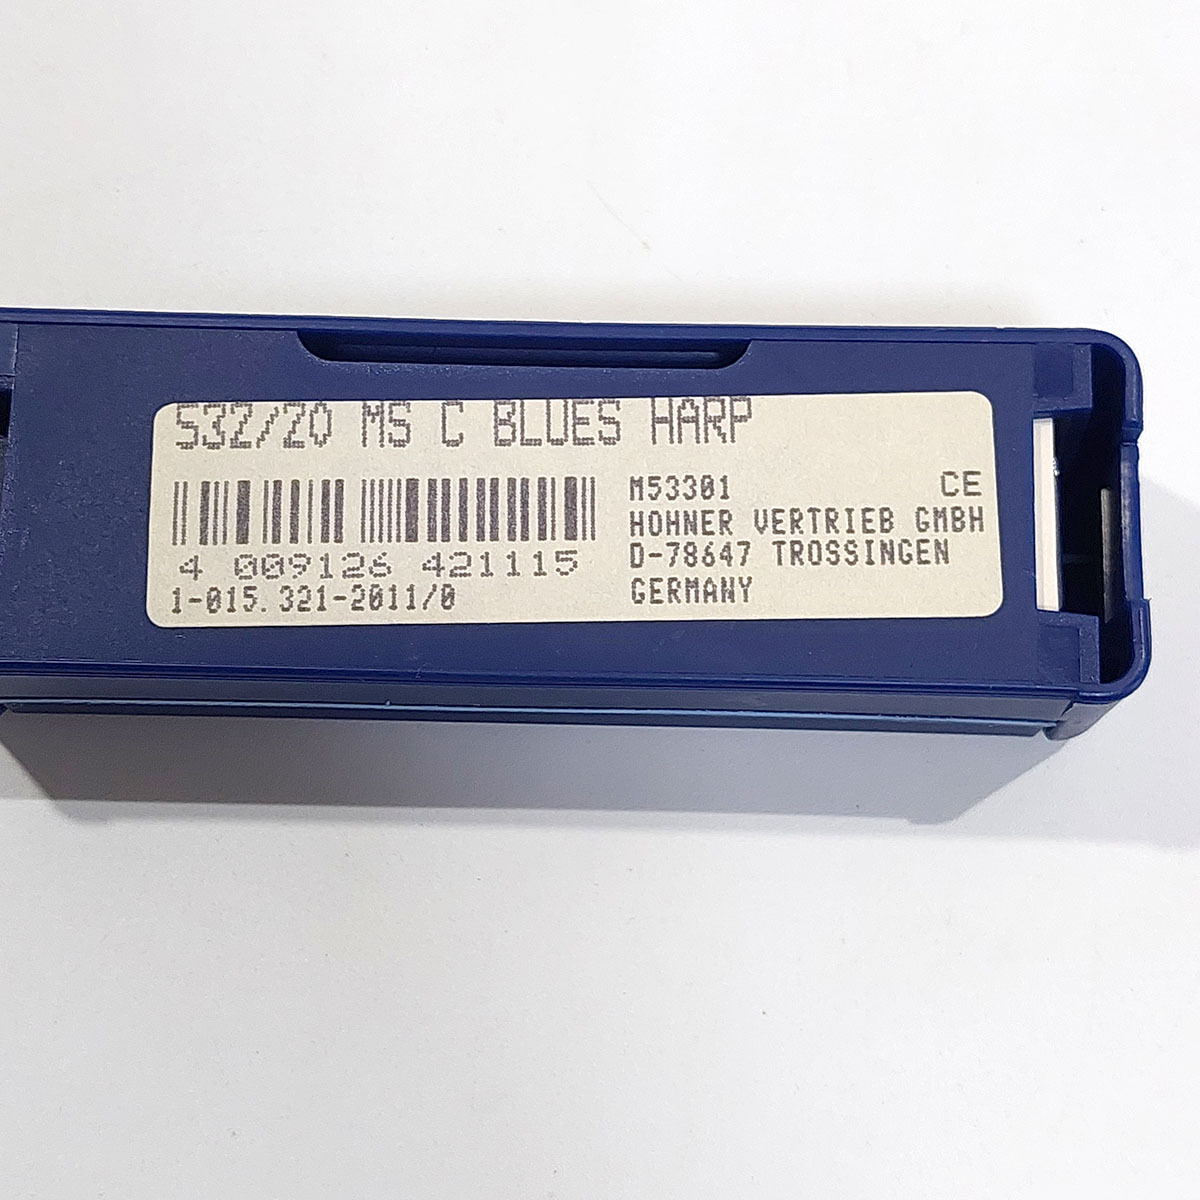 532/20 MS C BLUES HARP
M53301 CE
HOHNER VERTRIEB GMBH
D-78647 TROSSINGEN
GERMANY
4 009126 421115
1-015.321-2011/0